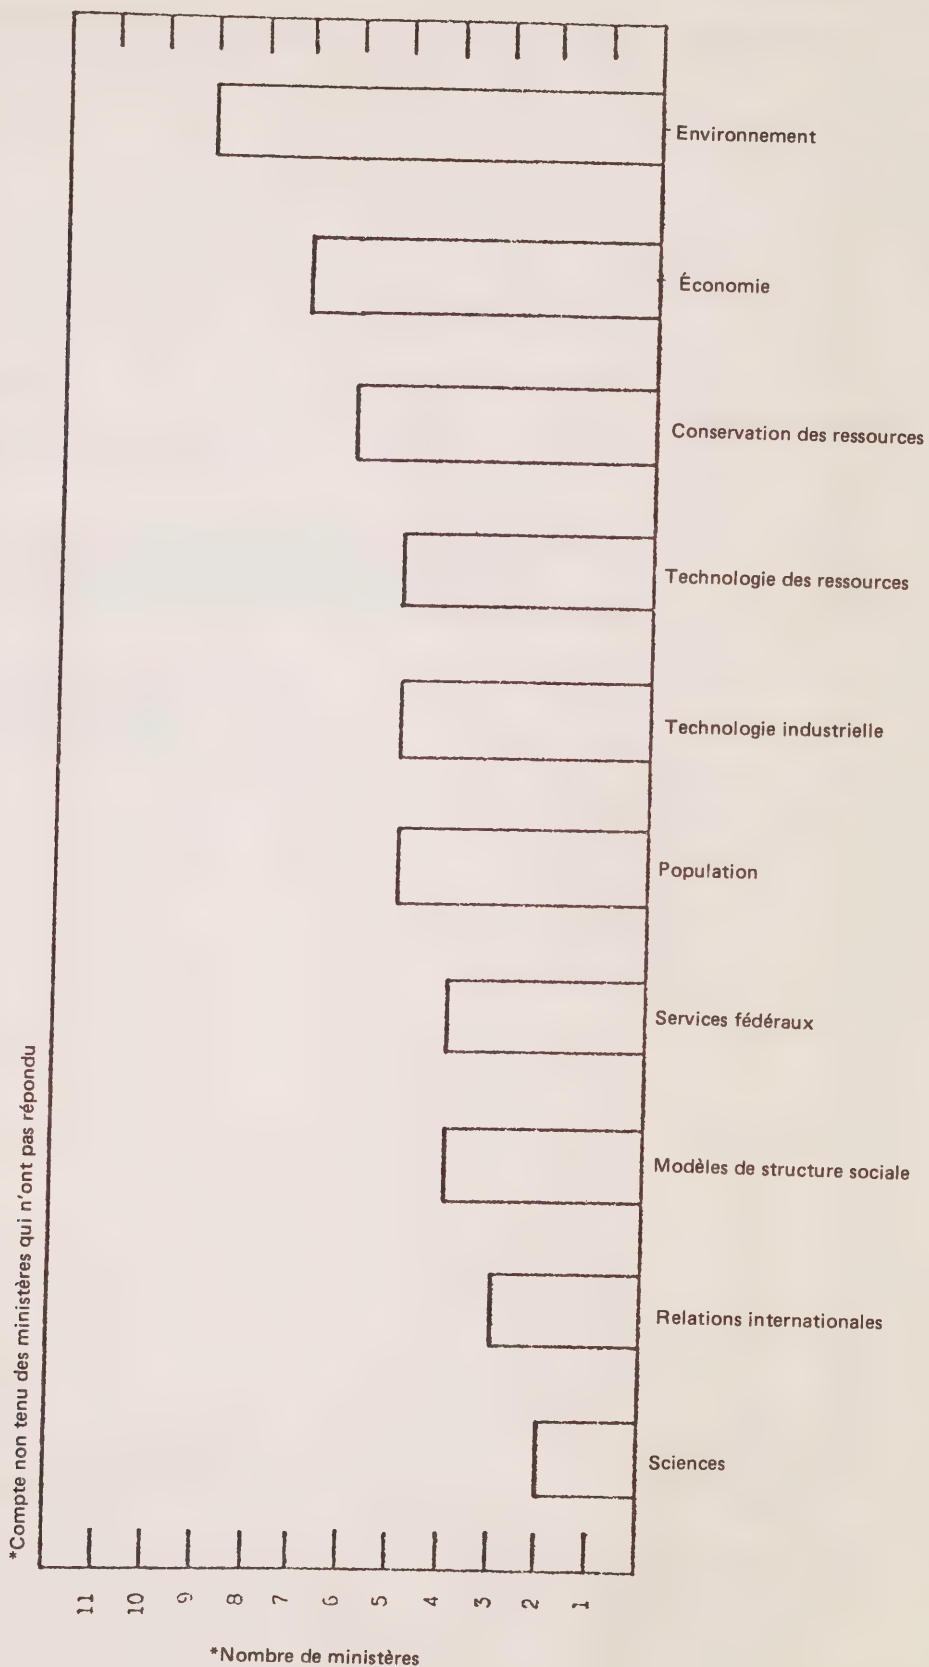 Environnement
Économie
Conservation des ressources
Technologie des ressources
Technologie industrielle
Population
Services fédéraux
Modèles de structure sociale
Relations internationales
Sciences
*Compte non tenu des ministères qui n'ont pas répondu
11 10 9 8 7 6 5 4 3 2 1
*Nombre de ministères